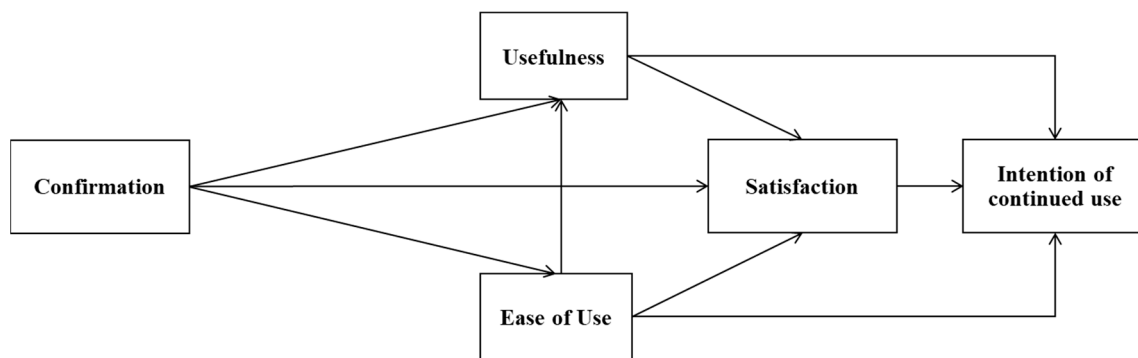 Usefulness
Confirmation
Satisfaction
Intention of
continued use
Ease of Use